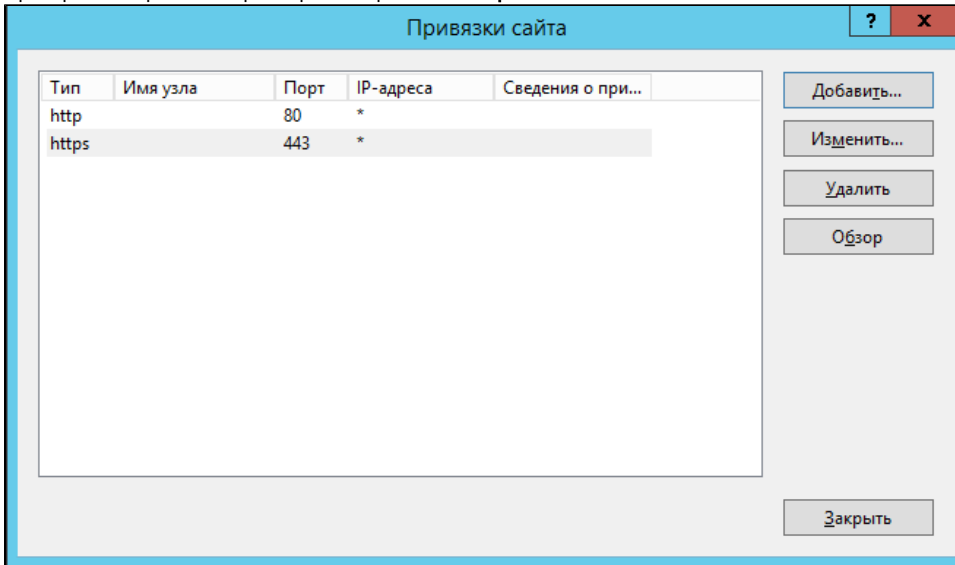 Привязки сайта
?
x
Тип Имя узла Порт IP-адреса Сведения о при...
http 80 *
https 443 *
Добавить...
Изменить...
Удалить
Обзор
Закрыть